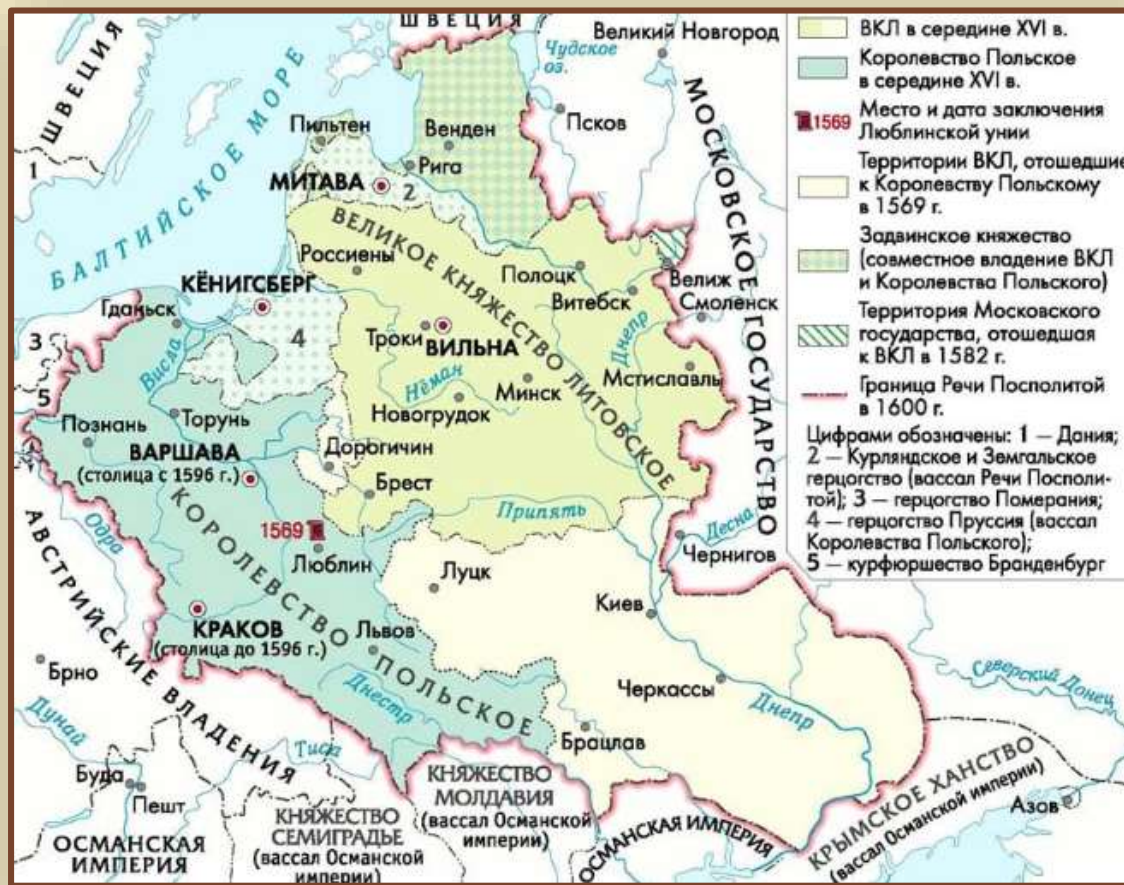 ШВЕЦИЯ
ШВЕЦИЯ
1
БАЛТИЙСКОЕ МОРЕ
Чудское
оз.
Великий Новгород
Псков
МОСКОВСКОЕ ГОСУДАРСТВО
Пильтен
Венден
Рига
МИТАВА
2
ВЕЛИКОЕ КНЯЖЕСТВО ЛИТОВСКОЕ
Россиены
Полоцк
Велиж
Витебск
Смоленск
КЁНИГСБЕРГ
Гданьск
4
3
5
Троки
ВИЛЬНА
Днепр
Висла
Нёман
Минск
Мстиславль
Новогрудок
Познань
Торунь
ВАРШАВА
(столица с 1596 г.)
Дорогичин
Брест
Припять
Десна
Чернигов
КОРОЛЕВСТВО ПОЛЬСКОЕ
1569
Люблин
Луцк
Одра
АВСТРИЙСКИЕ ВЛАДЕНИЯ
КРАКОВ
(столица до 1596 г.)
Львов
Киев
Брно
Днестр
Черкассы
Днепр
Северский Донец
Дунай
Тиса
Брацлав
Буда
Пешт
ОСМАНСКАЯ
ИМПЕРИЯ
КНЯЖЕСТВО
СЕМИГРАДЬЕ
(вассал Османской
империи)
КНЯЖЕСТВО
МОЛДАВИЯ
(вассал Османской
империи)
ОСМАНСКАЯ ИМПЕРИЯ
КРЫМСКОЕ ХАНСТВО
(вассал Османской империи)
Азов
ВКЛ в середине XVI в.
Королевство Польское
в середине XVI в.
1569 Место и дата заключения
Люблинской унии
Территории ВКЛ, отошедшие
к Королевству Польскому
в 1569 г.
Задвинское княжество
(совместное владение ВКЛ
и Королевства Польского)
Территория Московского
государства, отошедшая
к ВКЛ в 1582 г.
Граница Речи Посполитой
в 1600 г.
Цифрами обозначены: 1 — Дания;
2 — Курляндское и Земгальское
герцогство (вассал Речи Посполи-
той); 3 — герцогство Померания;
4 — герцогство Пруссия (вассал
Королевства Польского);
5 — курфюршество Бранденбург